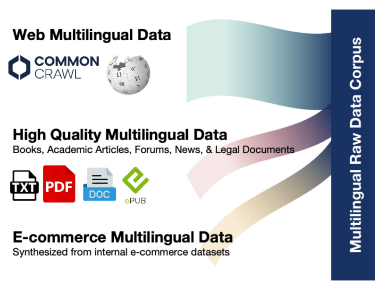 Web Multilingual Data
COMMON
CRAWL
High Quality Multilingual Data
Books, Academic Articles, Forums, News, & Legal Documents
TXT
PDF
DOC
ePUB
E-commerce Multilingual Data
Synthesized from internal e-commerce datasets
Multilingual Raw Data Corpus